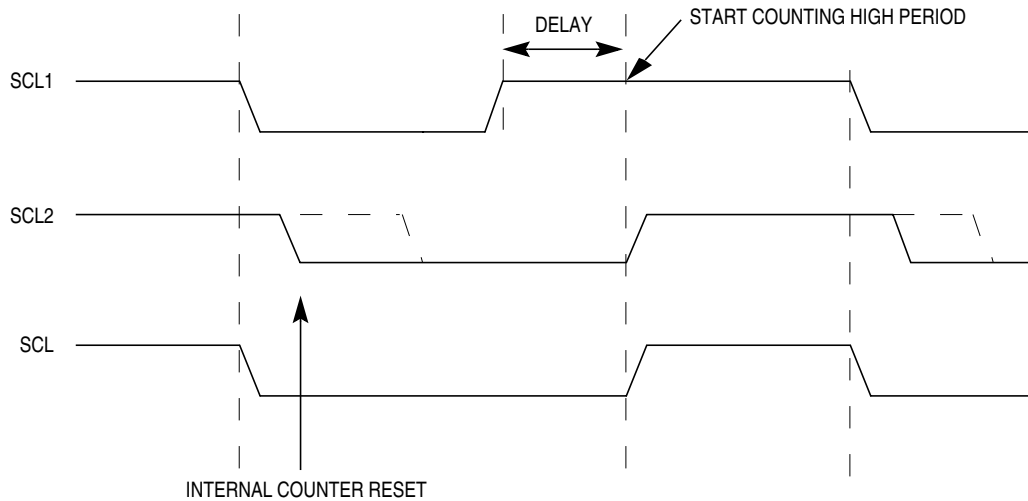 START COUNTING HIGH PERIOD
DELAY
SCL1
SCL2
SCL
INTERNAL COUNTER RESET